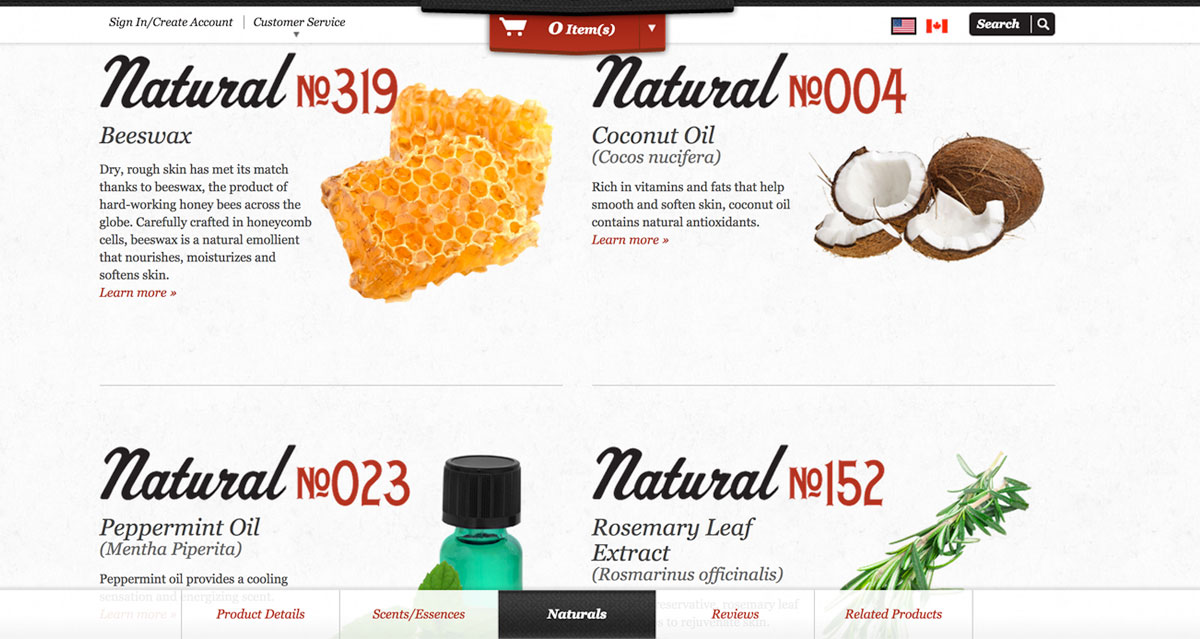 Sign In/Create Account
Customer Service
0 Item(s)
Search
Natural №319
Beeswax
Dry, rough skin has met its match
thanks to beeswax, the product of
hard-working honey bees across the
globe. Carefully crafted in honeycomb
cells, beeswax is a natural emollient
that nourishes, moisturizes and
softens skin.
Learn more »
Natural №004
Coconut Oil
(Cocos nucifera)
Rich in vitamins and fats that help
smooth and soften skin, coconut oil
contains natural antioxidants.
Learn more »
Natural №023
Peppermint Oil
(Mentha Piperita)
Peppermint oil provides a cooling
sensation and energizing scent.
Learn more »
Natural №152
Rosemary Leaf
Extract
(Rosmarinus officinalis)
reservative, rosemary leaf
to rejuvenate skin.
Product Details
Scents/Essences
Naturals
Reviews
Related Products